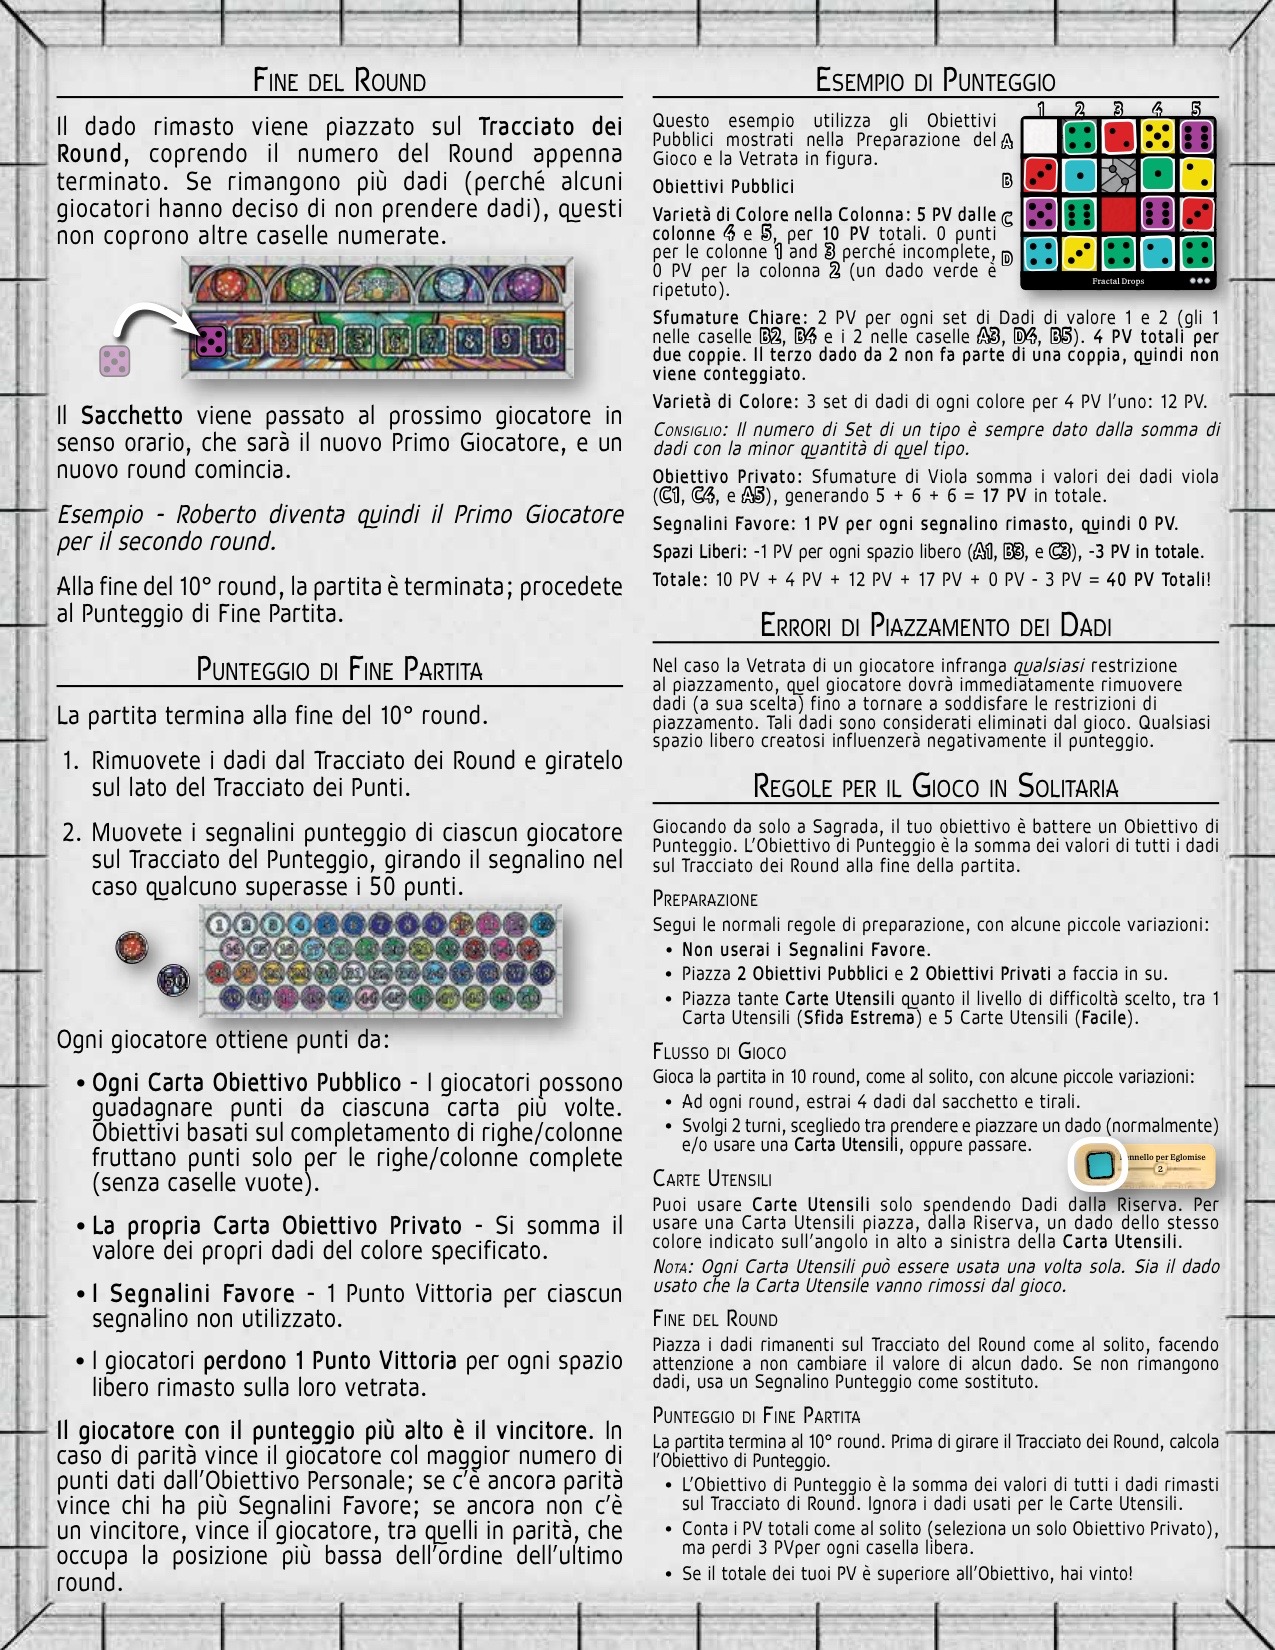 Fine del Round
Il dado rimasto viene piazzato sul Tracciato dei
Round, coprendo il numero del Round appenna
terminato. Se rimangono più dadi (perché alcuni
giocatori hanno deciso di non prendere dadi), questi
non coprono altre caselle numerate.
2 3 4 5 6 7 8 9 10
Il Sacchetto viene passato al prossimo giocatore in
senso orario, che sarà il nuovo Primo Giocatore, e un
nuovo round comincia.
Esempio - Roberto diventa quindi il Primo Giocatore
per il secondo round.
Alla fine del 10° round, la partita è terminata; procedete
al Punteggio di Fine Partita.
Punteggio di Fine Partita
La partita termina alla fine del 10° round.
1. Rimuovete i dadi dal Tracciato dei Round e giratelo
sul lato del Tracciato dei Punti.
2. Muovete i segnalini punteggio di ciascun giocatore
sul Tracciato del Punteggio, girando il segnalino nel
caso qualcuno superasse i 50 punti.
50
Ogni giocatore ottiene punti da:
• Ogni Carta Obiettivo Pubblico - I giocatori possono
guadagnare punti da ciascuna carta più volte.
Obiettivi basati sul completamento di righe/colonne
fruttano punti solo per le righe/colonne complete
(senza caselle vuote).
• La propria Carta Obiettivo Privato - Si somma il
valore dei propri dadi del colore specificato.
• I Segnalini Favore - 1 Punto Vittoria per ciascun
segnalino non utilizzato.
• I giocatori perdono 1 Punto Vittoria per ogni spazio
libero rimasto sulla loro vetrata.
Il giocatore con il punteggio più alto è il vincitore. In
caso di parità vince il giocatore col maggior numero di
punti dati dall'Obiettivo Personale; se c'è ancora parità
vince chi ha più Segnalini Favore; se ancora non c'è
un vincitore, vince il giocatore, tra quelli in parità, che
occupa la posizione più bassa dell'ordine dell'ultimo
round.
Esempio di Punteggio
1 2 3 4 5
A
B
C
D
Fractal Drops
Questo esempio utilizza gli Obiettivi
Pubblici mostrati nella Preparazione del
Gioco e la Vetrata in figura.
Obiettivi Pubblici
Varietà di Colore nella Colonna: 5 PV dalle
colonne 4 e 5, per 10 PV totali. 0 punti
per le colonne 1 and 3 perché incomplete,
0 PV per la colonna 2 (un dado verde è
ripetuto).
Sfumature Chiare: 2 PV per ogni set di Dadi di valore 1 e 2 (gli 1
nelle caselle B2, B4 e i 2 nelle caselle A3, D4, B5). 4 PV totali per
due coppie. Il terzo dado da 2 non fa parte di una coppia, quindi non
viene conteggiato.
Varietà di Colore: 3 set di dadi di ogni colore per 4 PV l'uno: 12 PV.
Consiglio: Il numero di Set di un tipo è sempre dato dalla somma di
dadi con la minor quantità di quel tipo.
Obiettivo Privato: Sfumature di Viola somma i valori dei dadi viola
(C1, C4, e A5), generando 5 + 6 + 6 = 17 PV in totale.
Segnalini Favore: 1 PV per ogni segnalino rimasto, quindi 0 PV.
Spazi Liberi: -1 PV per ogni spazio libero (A1, B3, e C3), -3 PV in totale.
Totale: 10 PV + 4 PV + 12 PV + 17 PV + 0 PV - 3 PV = 40 PV Totali!
Errori di Piazzamento dei Dadi
Nel caso la Vetrata di un giocatore infranga qualsiasi restrizione
al piazzamento, quel giocatore dovrà immediatamente rimuovere
dadi (a sua scelta) fino a tornare a soddisfare le restrizioni di
piazzamento. Tali dadi sono considerati eliminati dal gioco. Qualsiasi
spazio libero creatosi influenzerà negativamente il punteggio.
Regole per il Gioco in Solitaria
Giocando da solo a Sagrada, il tuo obiettivo è battere un Obiettivo di
Punteggio. L'Obiettivo di Punteggio è la somma dei valori di tutti i dadi
sul Tracciato dei Round alla fine della partita.
Preparazione
Segui le normali regole di preparazione, con alcune piccole variazioni:
• Non userai i Segnalini Favore.
• Piazza 2 Obiettivi Pubblici e 2 Obiettivi Privati a faccia in su.
• Piazza tante Carte Utensili quanto il livello di difficoltà scelto, tra 1
Carta Utensili (Sfida Estrema) e 5 Carte Utensili (Facile).
Flusso di Gioco
Gioca la partita in 10 round, come al solito, con alcune piccole variazioni:
• Ad ogni round, estrai 4 dadi dal sacchetto e tirali.
• Svolgi 2 turni, scegliedo tra prendere e piazzare un dado (normalmente)
e/o usare una Carta Utensili, oppure passare.
ennello per Eglomise
2
Carte Utensili
Puoi usare Carte Utensili solo spendendo Dadi dalla Riserva. Per
usare una Carta Utensili piazza, dalla Riserva, un dado dello stesso
colore indicato sull'angolo in alto a sinistra della Carta Utensili.
Nota: Ogni Carta Utensili può essere usata una volta sola. Sia il dado
usato che la Carta Utensile vanno rimossi dal gioco.
Fine del Round
Piazza i dadi rimanenti sul Tracciato del Round come al solito, facendo
attenzione a non cambiare il valore di alcun dado. Se non rimangono
dadi, usa un Segnalino Punteggio come sostituto.
Punteggio di Fine Partita
La partita termina al 10° round. Prima di girare il Tracciato dei Round, calcola
l'Obiettivo di Punteggio.
• L'Obiettivo di Punteggio è la somma dei valori di tutti i dadi rimasti
sul Tracciato di Round. Ignora i dadi usati per le Carte Utensili.
• Conta i PV totali come al solito (seleziona un solo Obiettivo Privato),
ma perdi 3 PVper ogni casella libera.
• Se il totale dei tuoi PV è superiore all'Obiettivo, hai vinto!